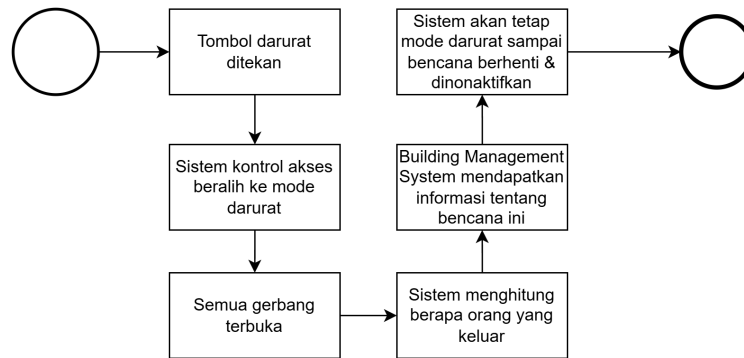 Tombol darurat
ditekan
Sistem kontrol akses
beralih ke mode
darurat
Semua gerbang
terbuka
Sistem menghitung
berapa orang yang
keluar
Building Management
System mendapatkan
informasi tentang
bencana ini
Sistem akan tetap
mode darurat sampai
bencana berhenti &
dinonaktifkan